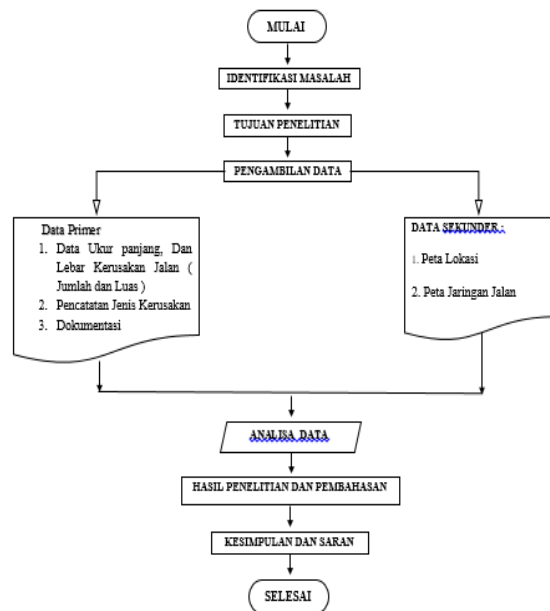 MULAI
IDENTIFIKASI MASALAH
TUJUAN PENELITIAN
PENGAMBILAN DATA
Data Primer
1. Data Ukur panjang, Dan
Lebar Kerusakan Jalan (
Jumlah dan Luas )
2. Pencatatan Jenis Kerusakan
3. Dokumentasi
DATA SEKUNDER :
1. Peta Lokasi
2. Peta Jaringan Jalan
ANALISA DATA
HASIL PENELITIAN DAN PEMBAHASAN
KESIMPULAN DAN SARAN
SELESAI